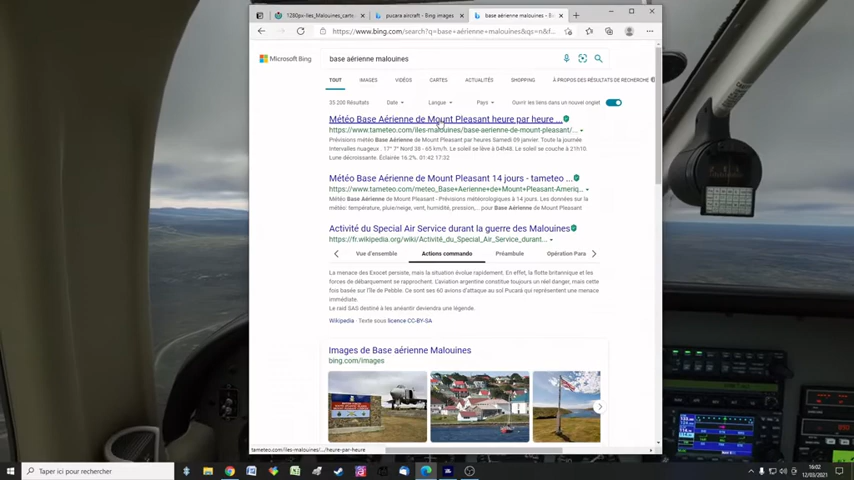 1280px-Iles_Malouines_carto
pucara aircraft - Bing images
base aérienne malouines - Bing
https://www.bing.com/search?q=base+aérienne+malouines&qs=n&f...
Microsoft Bing
base aérienne malouines
TOUT IMAGES VIDÉOS CARTES ACTUALITÉS SHOPPING À PROPOS DES RÉSULTATS DE RECHERCHE
35 200 Résultats Date Langue Pays Ouvrir les liens dans un nouvel onglet
Météo Base Aérienne de Mount Pleasant heure par heure ...
https://www.tameteo.com/iles-malouines/base-aerienne-de-mount-pleasant/...
Prévisions météo Base Aérienne de Mount Pleasant par heures Samedi 09 janvier. Toute la journée
Intervalles nuageux · 17° 7° Nord 38 - 65 km/h. Le soleil se lève à 04h48. Le soleil se couche à 21h10.
Lune décroissante. Éclairée 16.2%. 01:42 17:32
Météo Base Aérienne de Mount Pleasant 14 jours - tameteo ...
https://www.tameteo.com/meteo_Base+Aerienne+de+Mount+Pleasant-Ameriq...
Météo Base Aérienne de Mount Pleasant - Prévisions météorologiques à 14 jours. Les données sur la
météo: température, pluie/neige, vent, humidité, pression,... pour Base Aérienne de Mount Pleasant
Activité du Special Air Service durant la guerre des Malouines
https://fr.wikipedia.org/wiki/Activité_du_Special_Air_Service_durant...
Vue d'ensemble Actions commando Préambule Opération Para
La menace des Exocet persiste, mais la situation évolue rapidement. En effet, la flotte britannique et les
forces de débarquement se rapprochent. L'aviation argentine constitue toujours un réel danger, mais cette
fois basée sur l'île de Pebble. Ce sont ses 60 avions d'attaque au sol Pucará qui représentent une menace
immédiate.
Le raid SAS destiné à les anéantir deviendra une légende.
Wikipedia · Texte sous licence CC-BY-SA
Images de Base aérienne Malouines
bing.com/images
tameteo.com/iles-malouines/.../heure-par-heure
Taper ici pour rechercher
16:02
12/03/2021